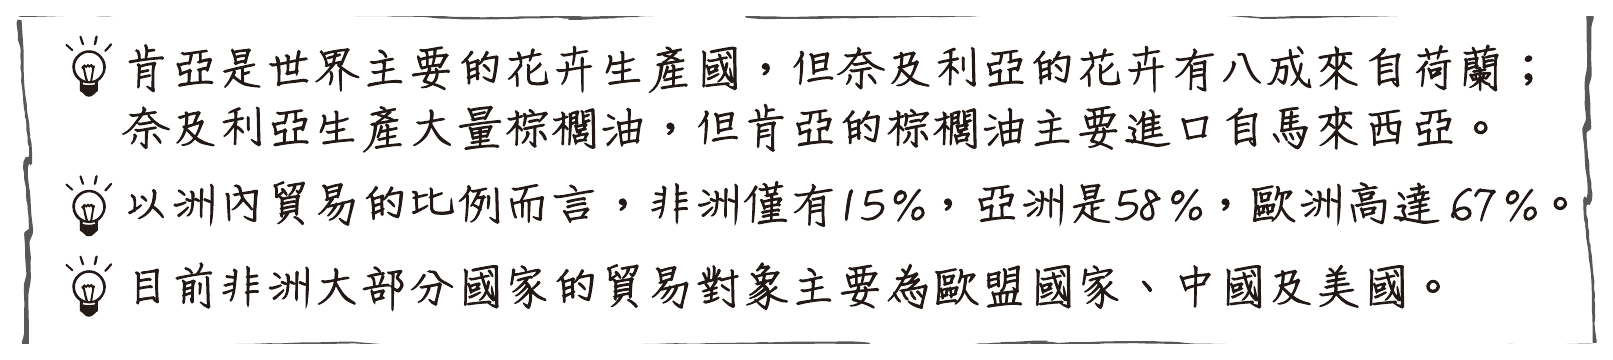 肯亞是世界主要的花卉生產國，但奈及利亞的花卉有八成來自荷蘭；
奈及利亞生產大量棕櫚油，但肯亞的棕櫚油主要進口自馬來西亞。
以洲內貿易的比例而言，非洲僅有15%，亞洲是58%，歐洲高達67%。
目前非洲大部分國家的貿易對象主要為歐盟國家、中國及美國。